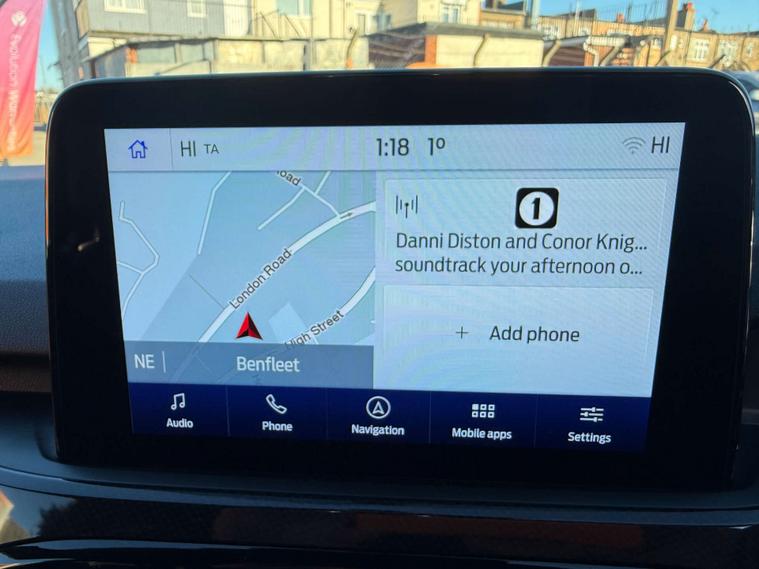 HI TA 1:18 1º HI
oad
London Road
High Street
NE
Benfleet
1
Danni Diston and Conor Knig...
soundtrack your afternoon o...
+ Add phone
Audio
Phone
Navigation
Mobile apps
Settings